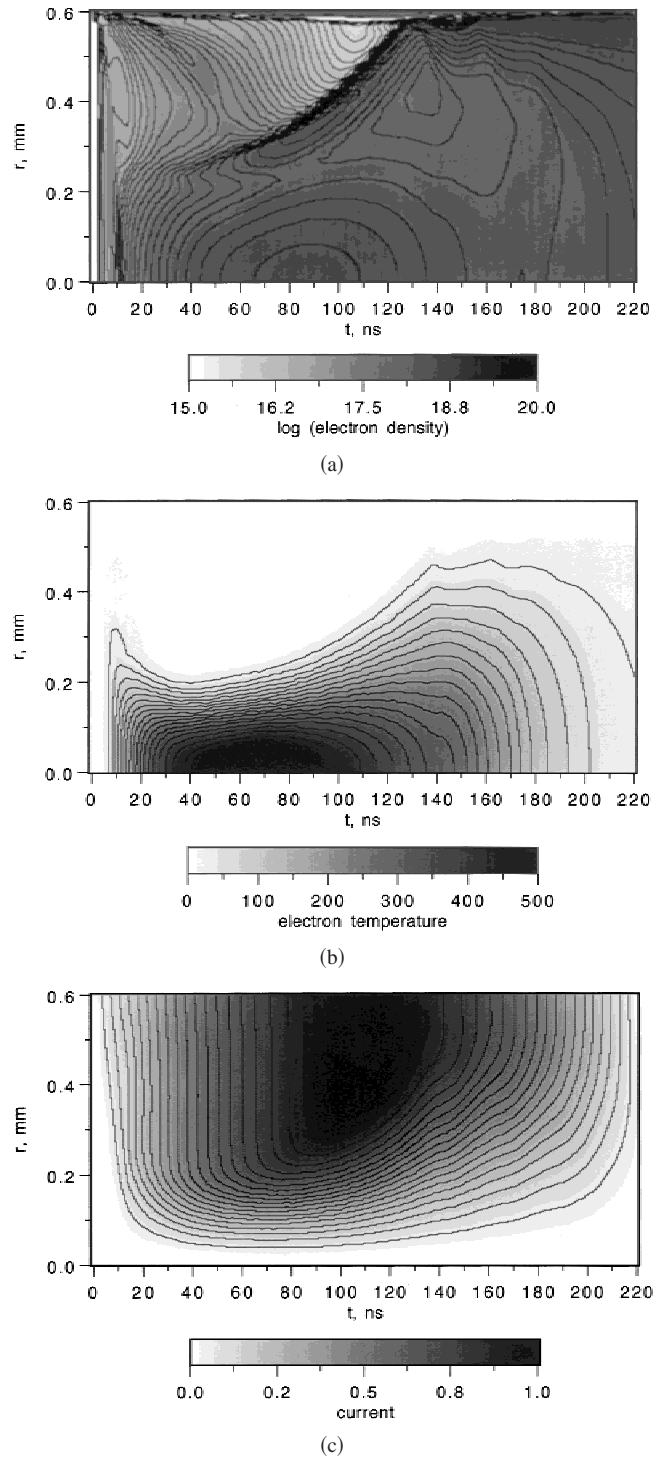 0.6
0.4
0.2
0.0
r, mm
0 20 40 60 80 100 120 140 160 180 200 220
t, ns
15.0 16.2 17.5 18.8 20.0
log (electron density)
(a)
0.6
0.4
0.2
0.0
r, mm
0 20 40 60 80 100 120 140 160 180 200 220
t, ns
0 100 200 300 400 500
electron temperature
(b)
0.6
0.4
0.2
0.0
r, mm
0 20 40 60 80 100 120 140 160 180 200 220
t, ns
0.0 0.2 0.5 0.8 1.0
current
(c)